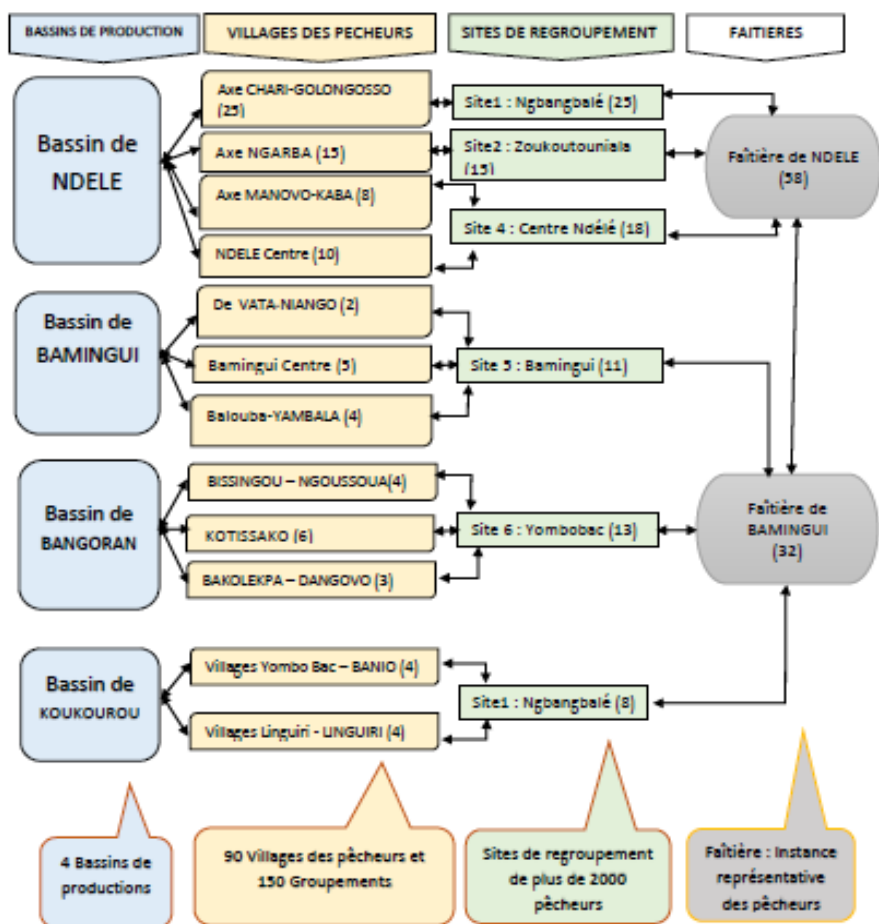 BASSINS DE PRODUCTION
VILLAGES DES PECHEURS
SITES DE REGROUPEMENT
FAITIERES
Bassin de
NDELE
Axe CHARI-GOLONGOSSO
(25)
Axe NGARBA (15)
Axe MANOVO-KABA (8)
NDELE Centre (10)
Site1 : Ngbangbalé (25)
Site2 : Zoukoutouniala
(15)
Site 4 : Centre Ndélé (18)
Faîtière de NDELE
(58)
Bassin de
BAMINGUI
De VATA-NIANGO (2)
Bamingui Centre (5)
Balouba-YAMBALA (4)
Site 5 : Bamingui (11)
Bassin de
BANGORAN
BISSINGOU – NGOUSSOUA(4)
KOTISSAKO (6)
BAKOLEKPA – DANGOVO (3)
Site 6 : Yombobac (13)
Faîtière de
BAMINGUI
(32)
Bassin de
KOUKOUROU
Villages Yombo Bac – BANIO (4)
Villages Linguiri - LINGUIRI (4)
Site1 : Ngbangbalé (8)
4 Bassins de
productions
90 Villages des pêcheurs et
150 Groupements
Sites de regroupement
de plus de 2000
pêcheurs
Faîtière : Instance
représentative
des pêcheurs